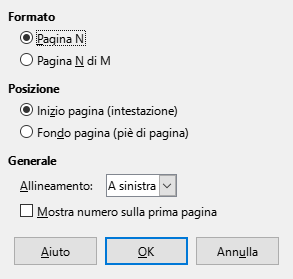 Formato
Pagina N
Pagina N di M
Posizione
Inizio pagina (intestazione)
Fondo pagina (piè di pagina)
Generale
Allineamento: A sinistra
Mostra numero sulla prima pagina
Aiuto OK Annulla